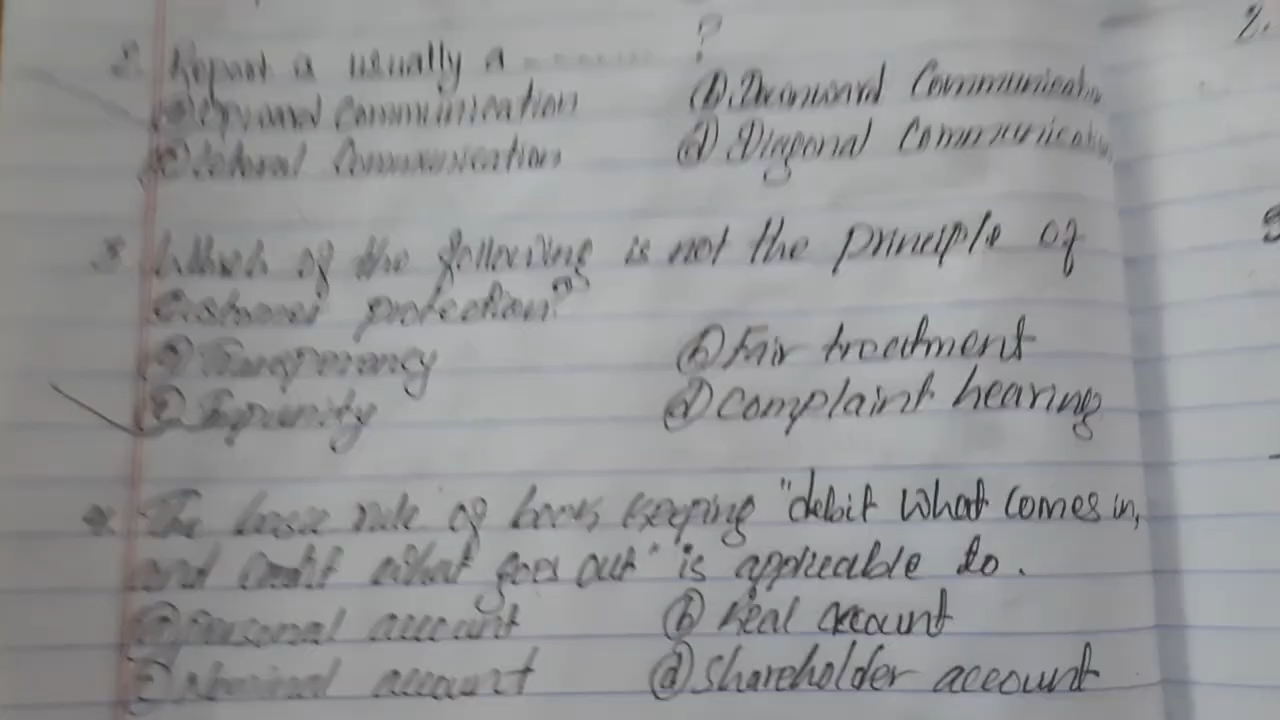 2. Report is usually a ........ ?
(a) Upward communication (b) Downward Communication
(c) Lateral Communication (d) Diagonal Communication
3. Which of the following is not the principle of
customer protection?
(a) Transparency (b) Fair treatment
(c) Impunity (d) Complaint hearing
The basic rule of book keeping "debit what comes in,
and credit what goes out" is applicable to.
(a) personal account (b) Real account
(c) Nominal account (d) Shareholder account
2.